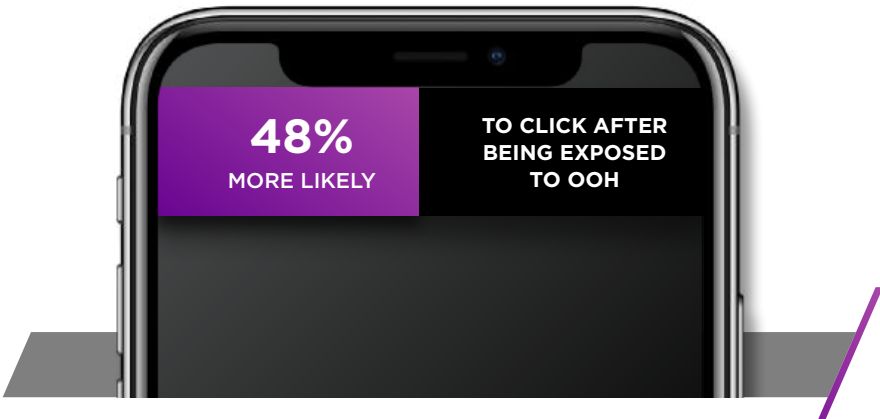 48%
MORE LIKELY
TO CLICK AFTER
BEING EXPOSED
TO OOH